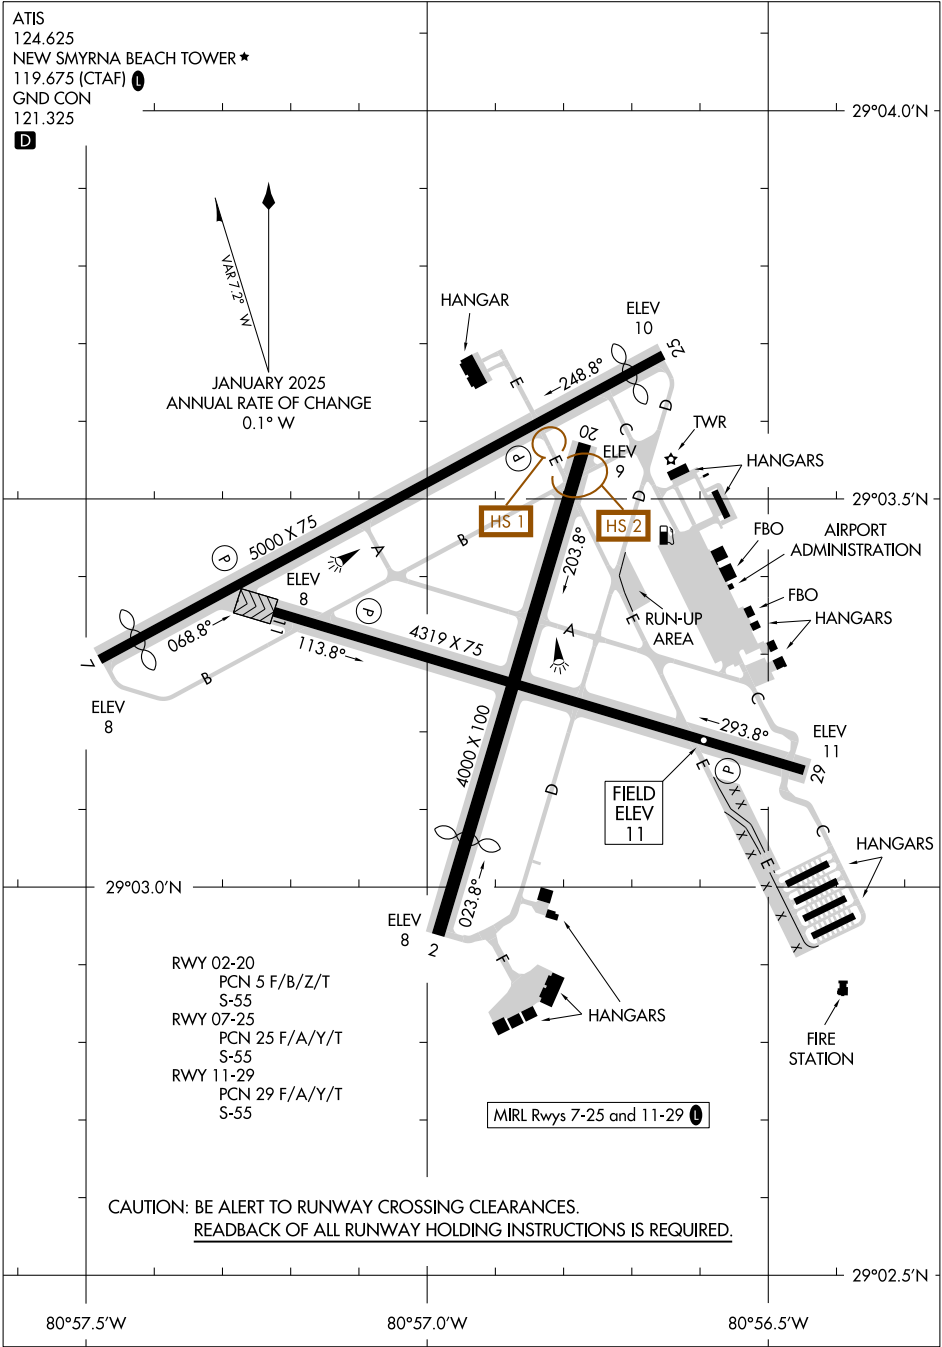 ATIS
124.625
NEW SMYRNA BEACH TOWER ★
119.675 (CTAF) L
GND CON
121.325
D
29°04.0'N
VAR 7.2° W
JANUARY 2025
ANNUAL RATE OF CHANGE
0.1° W
HANGAR
ELEV
10
25
248.8°
E
D
C
TWR
20
ELEV
9
HANGARS
P
E
HS 1
HS 2
D
29°03.5'N
5000 X 75
B
A
FBO
AIRPORT
ADMINISTRATION
P
ELEV
8
203.8°
FBO
HANGARS
P
E
RUN-UP
AREA
068.8°
11
4319 X 75
A
113.8°
7
B
ELEV
8
C
293.8°
ELEV
11
29
4000 X 100
E
P
D
FIELD
ELEV
11
X X
X
X
X
X
X
E
C
HANGARS
29°03.0'N
023.8°
ELEV
8
2
F
HANGARS
RWY 02-20
PCN 5 F/B/Z/T
S-55
RWY 07-25
PCN 25 F/A/Y/T
S-55
RWY 11-29
PCN 29 F/A/Y/T
S-55
FIRE
STATION
MIRL Rwys 7-25 and 11-29 L
CAUTION: BE ALERT TO RUNWAY CROSSING CLEARANCES.
READBACK OF ALL RUNWAY HOLDING INSTRUCTIONS IS REQUIRED.
29°02.5'N
80°57.5'W
80°57.0'W
80°56.5'W